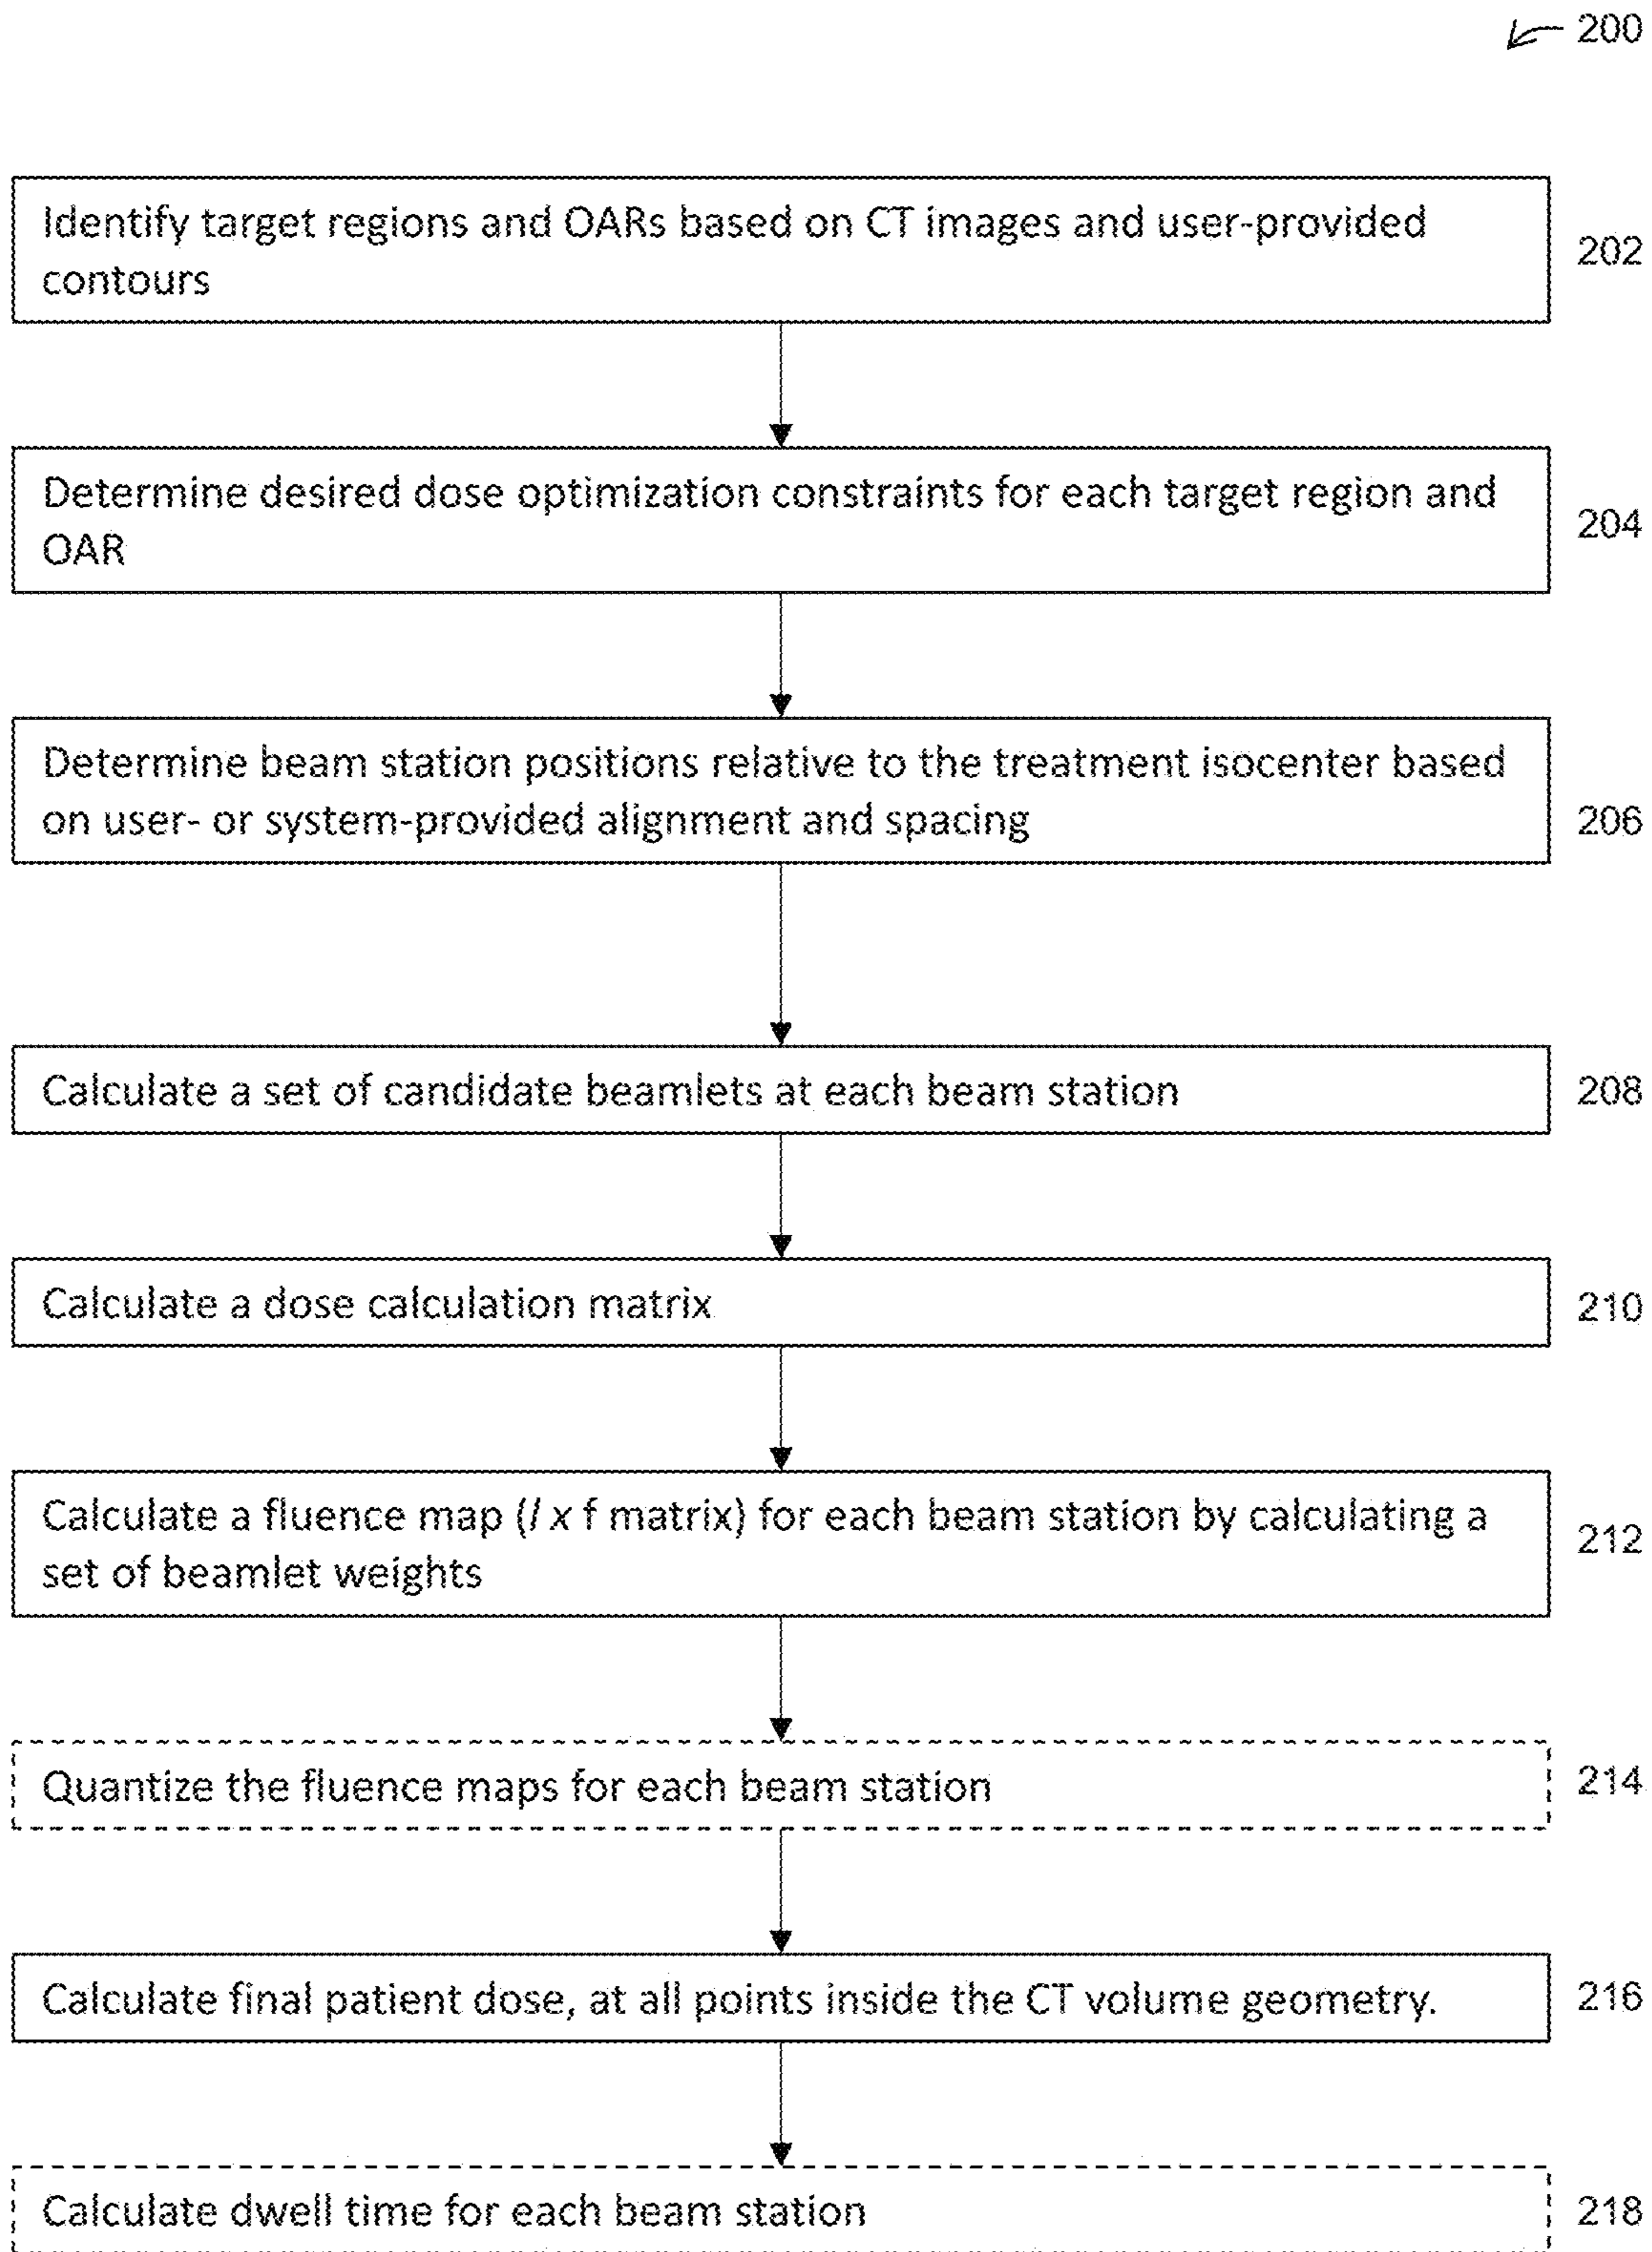 200
Identify target regions and OARs based on CT images and user-provided
contours
202
Determine desired dose optimization constraints for each target region and
OAR
204
Determine beam station positions relative to the treatment isocenter based
on user- or system-provided alignment and spacing
206
Calculate a set of candidate beamlets at each beam station
208
Calculate a dose calculation matrix
210
Calculate a fluence map (l x f matrix) for each beam station by calculating a
set of beamlet weights
212
Quantize the fluence maps for each beam station
214
Calculate final patient dose, at all points inside the CT volume geometry.
216
Calculate dwell time for each beam station
218